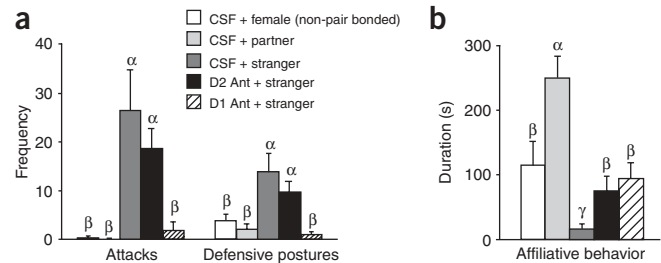 a
CSF + female (non-pair bonded)
CSF + partner
CSF + stranger
D2 Ant + stranger
D1 Ant + stranger
Frequency
40
30
20
10
0
β β α α β
β β α α β
Attacks
Defensive postures
b
Duration (s)
300
200
100
0
β α γ β β
Affiliative behavior